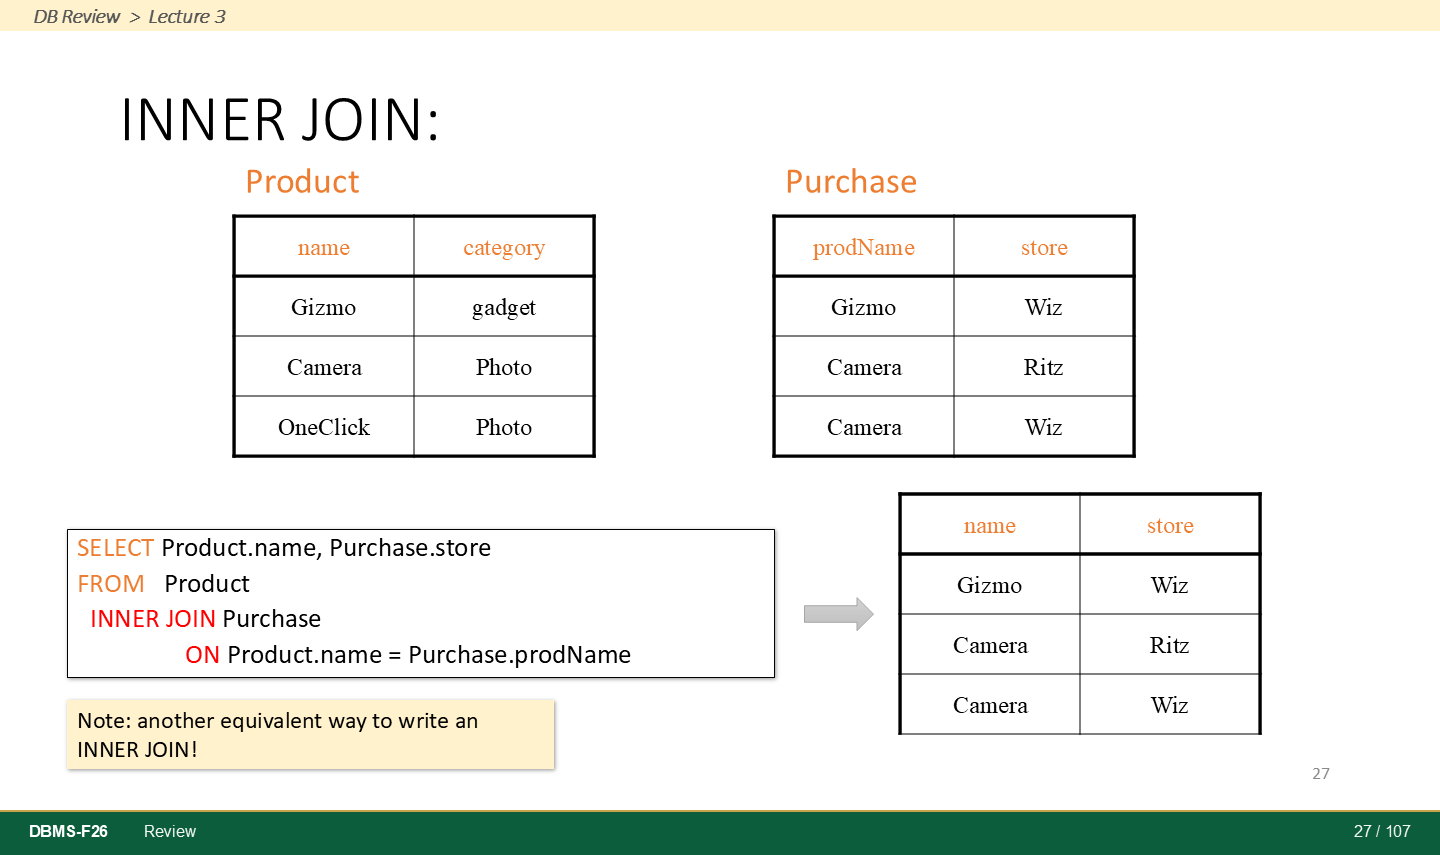 DB Review > Lecture 3
INNER JOIN:
Product
name category
Gizmo gadget
Camera Photo
OneClick Photo
Purchase
prodName store
Gizmo Wiz
Camera Ritz
Camera Wiz
SELECT Product.name, Purchase.store
FROM Product
INNER JOIN Purchase
ON Product.name = Purchase.prodName
name store
Gizmo Wiz
Camera Ritz
Camera Wiz
Note: another equivalent way to write an
INNER JOIN!
27
DBMS-F26 Review 27 / 107